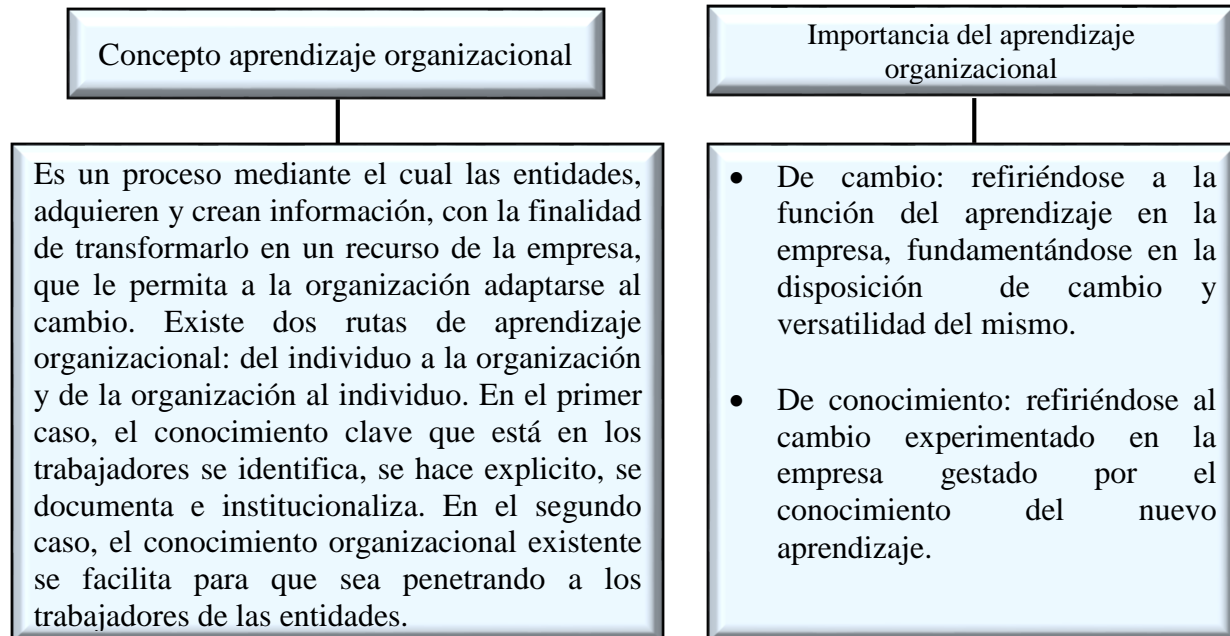 Concepto aprendizaje organizacional
Es un proceso mediante el cual las entidades,
adquieren y crean información, con la finalidad
de transformarlo en un recurso de la empresa,
que le permita a la organización adaptarse al
cambio. Existe dos rutas de aprendizaje
organizacional: del individuo a la organización
y de la organización al individuo. En el primer
caso, el conocimiento clave que está en los
trabajadores se identifica, se hace explicito, se
documenta e institucionaliza. En el segundo
caso, el conocimiento organizacional existente
se facilita para que sea penetrando a los
trabajadores de las entidades.
Importancia del aprendizaje
organizacional
• De cambio: refiriéndose a la
función del aprendizaje en la
empresa, fundamentándose en la
disposición de cambio y
versatilidad del mismo.
• De conocimiento: refiriéndose al
cambio experimentado en la
empresa gestado por el
conocimiento del nuevo
aprendizaje.